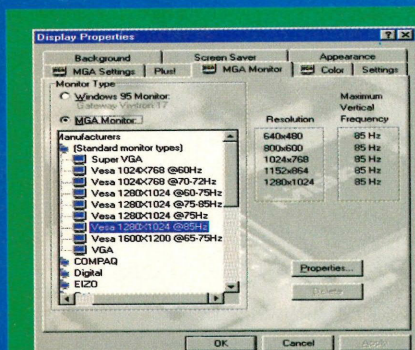 Display Properties
Background
Screen Saver
Appearance
MGA Settings
Plus!
MGA Monitor
Color
Settings
Monitor Type
Windows 95 Monitor:
Gateway Vivitron 17
MGA Monitor:
Manufacturers
(Standard monitor types)
Super VGA
Vesa 1024X768 @60Hz
Vesa 1024X768 @70-72Hz
Vesa 1280X1024 @60-75Hz
Vesa 1280X1024 @75-85Hz
Vesa 1280X1024 @75Hz
Vesa 1280X1024 @85Hz
Vesa 1600X1200 @65-75Hz
VGA
COMPAQ
Digital
EIZO
Maximum
Vertical
Resolution Frequency
640x480 85 Hz
800x600 85 Hz
1024x768 85 Hz
1152x864 85 Hz
1280x1024 85 Hz
Properties...
Delete
OK
Cancel
Apply